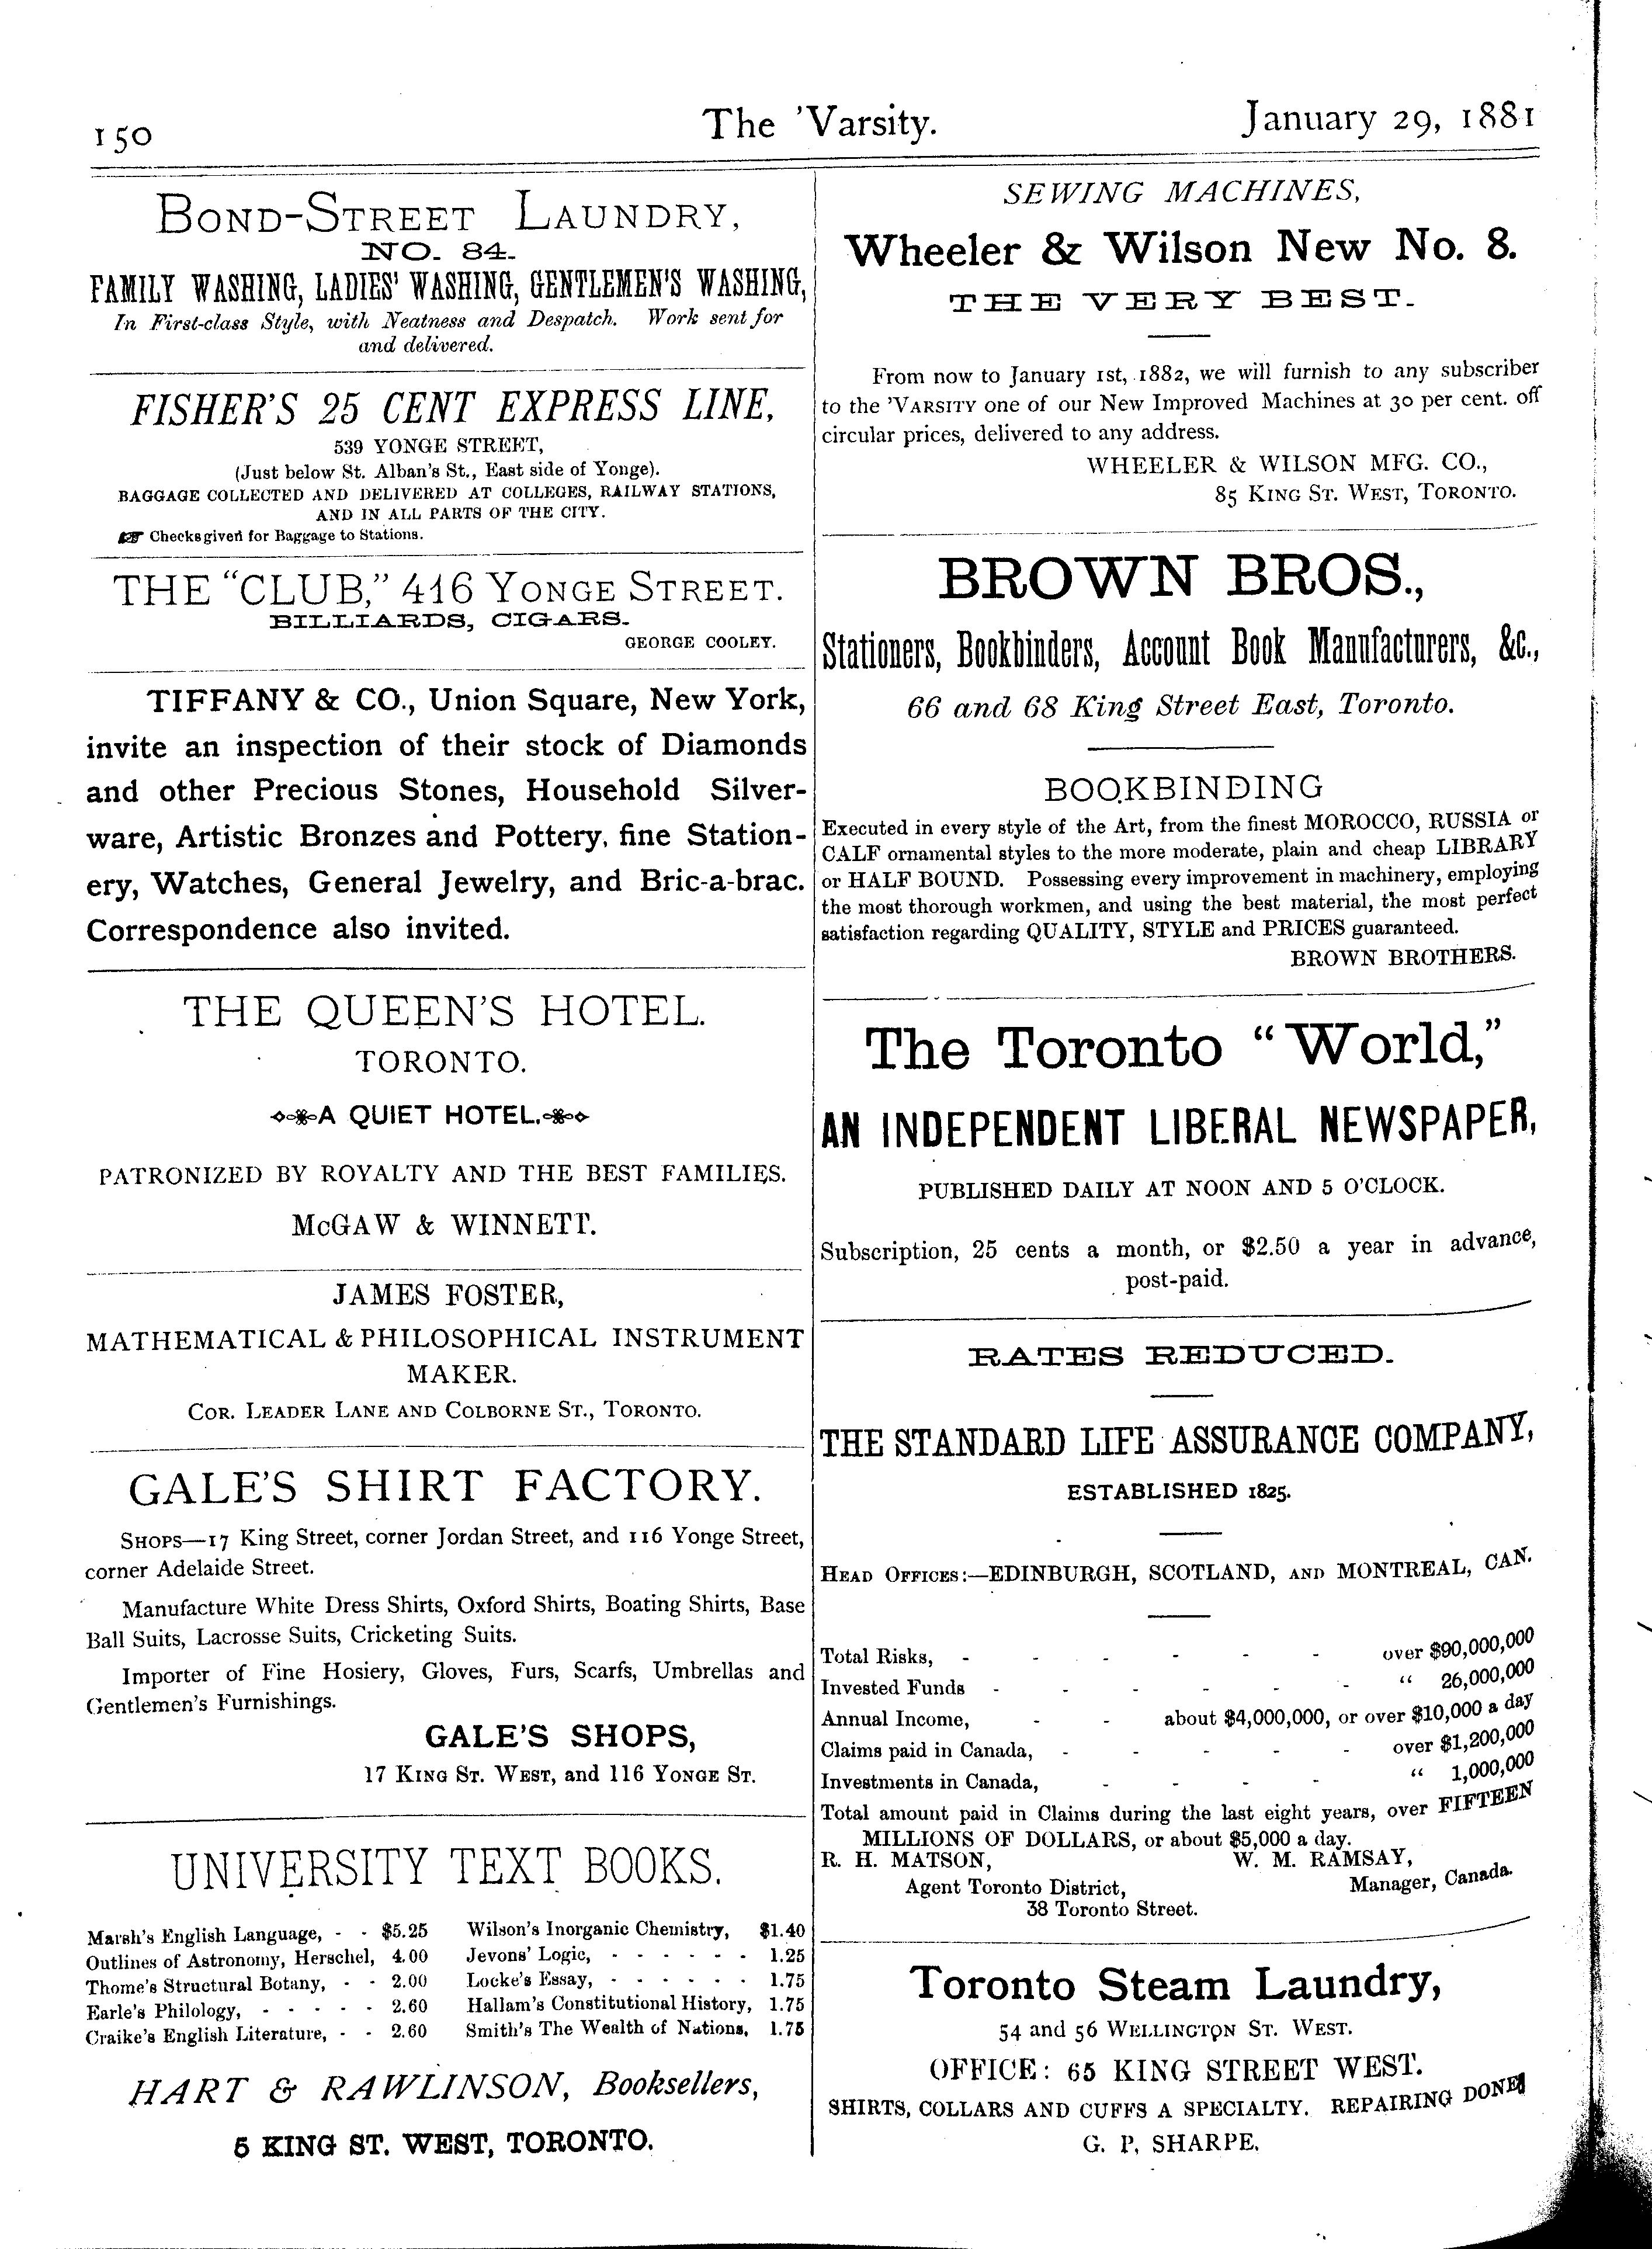 150
The 'Varsity.
January 29, 1881
BOND-STREET LAUNDRY,
NO. 84.
FAMILY WASHING, LADIES' WASHING, GENTLEMEN'S WASHING,
In First-class Style, with Neatness and Despatch. Work sent for
and delivered.
FISHER'S 25 CENT EXPRESS LINE,
539 YONGE STREET,
(Just below St. Alban's St., East side of Yonge).
BAGGAGE COLLECTED AND DELIVERED AT COLLEGES, RAILWAY STATIONS,
AND IN ALL PARTS OF THE CITY.
☞ Checks given for Baggage to Stations.
THE "CLUB," 416 YONGE STREET.
BILLIARDS, CIGARS.
GEORGE COOLEY.
TIFFANY & CO., Union Square, New York,
invite an inspection of their stock of Diamonds
and other Precious Stones, Household Silver-
ware, Artistic Bronzes and Pottery, fine Station-
ery, Watches, General Jewelry, and Bric-a-brac.
Correspondence also invited.
THE QUEEN'S HOTEL.
TORONTO.
A QUIET HOTEL.
PATRONIZED BY ROYALTY AND THE BEST FAMILIES.
McGAW & WINNETT.
JAMES FOSTER,
MATHEMATICAL & PHILOSOPHICAL INSTRUMENT
MAKER.
COR. LEADER LANE AND COLBORNE ST., TORONTO.
GALE'S SHIRT FACTORY.
SHOPS—17 King Street, corner Jordan Street, and 116 Yonge Street,
corner Adelaide Street.
Manufacture White Dress Shirts, Oxford Shirts, Boating Shirts, Base
Ball Suits, Lacrosse Suits, Cricketing Suits.
Importer of Fine Hosiery, Gloves, Furs, Scarfs, Umbrellas and
Gentlemen's Furnishings.
GALE'S SHOPS,
17 KING ST. WEST, and 116 YONGE ST.
UNIVERSITY TEXT BOOKS.
Marsh's English Language, - - $5.25
Outlines of Astronomy, Herschel, 4.00
Thome's Structural Botany, - - 2.00
Earle's Philology, - - - - - 2.60
Craike's English Literature, - - 2.60
Wilson's Inorganic Chemistry, $1.40
Jevons' Logic, - - - - - - 1.25
Locke's Essay, - - - - - - 1.75
Hallam's Constitutional History, 1.75
Smith's The Wealth of Nations, 1.75
HART & RAWLINSON, Booksellers,
5 KING ST. WEST, TORONTO.
SEWING MACHINES,
Wheeler & Wilson New No. 8.
THE VERY BEST.
From now to January 1st, 1882, we will furnish to any subscriber
to the 'VARSITY one of our New Improved Machines at 30 per cent. off
circular prices, delivered to any address.
WHEELER & WILSON MFG. CO.,
85 KING ST. WEST, TORONTO.
BROWN BROS.,
Stationers, Bookbinders, Account Book Manufacturers, &c.,
66 and 68 King Street East, Toronto.
BOOKBINDING
Executed in every style of the Art, from the finest MOROCCO, RUSSIA or
CALF ornamental styles to the more moderate, plain and cheap LIBRARY
or HALF BOUND. Possessing every improvement in machinery, employing
the most thorough workmen, and using the best material, the most perfect
satisfaction regarding QUALITY, STYLE and PRICES guaranteed.
BROWN BROTHERS.
The Toronto "World,"
AN INDEPENDENT LIBERAL NEWSPAPER,
PUBLISHED DAILY AT NOON AND 5 O'CLOCK.
Subscription, 25 cents a month, or $2.50 a year in advance,
post-paid.
RATES REDUCED.
THE STANDARD LIFE ASSURANCE COMPANY,
ESTABLISHED 1825.
HEAD OFFICES:—EDINBURGH, SCOTLAND, AND MONTREAL, CAN.
Total Risks, - - - - - - over $90,000,000
Invested Funds - - - - - - " 26,000,000
Annual Income, - - about $4,000,000, or over $10,000 a day
Claims paid in Canada, - - - - - over $1,200,000
Investments in Canada, - - - - " 1,000,000
Total amount paid in Claims during the last eight years, over FIFTEEN
MILLIONS OF DOLLARS, or about $5,000 a day.
R. H. MATSON, W. M. RAMSAY,
Agent Toronto District, Manager, Canada.
38 Toronto Street.
Toronto Steam Laundry,
54 and 56 WELLINGTON ST. WEST.
OFFICE: 65 KING STREET WEST.
SHIRTS, COLLARS AND CUFFS A SPECIALTY. REPAIRING DONE
G. P. SHARPE.